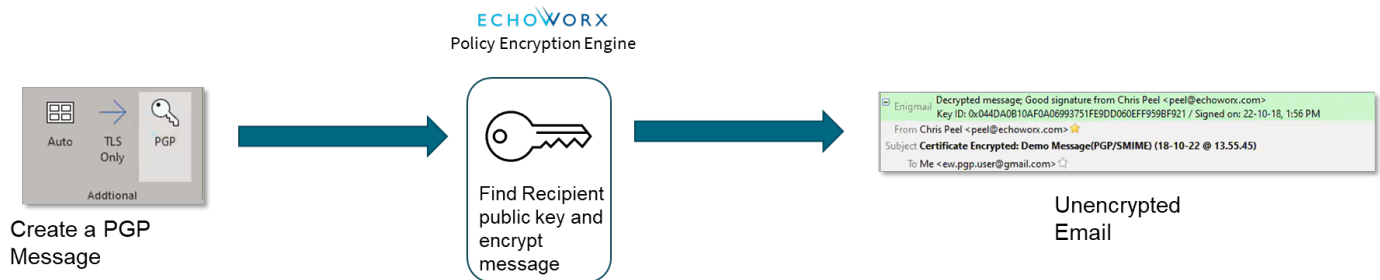 ECHOWORX
Policy Encryption Engine
Auto
TLS
Only
PGP
Addtional
Create a PGP
Message
Find Recipient
public key and
encrypt
message
Enigmail
Decrypted message; Good signature from Chris Peel <peel@echoworx.com>
Key ID: 0x044DA0B10AF0A06993751FE9DD060EFF959BF921 / Signed on: 22-10-18, 1:56 PM
From Chris Peel <peel@echoworx.com>
Subject Certificate Encrypted: Demo Message(PGP/SMIME) (18-10-22 @ 13.55.45)
To Me <ew.pgp.user@gmail.com>
Unencrypted
Email